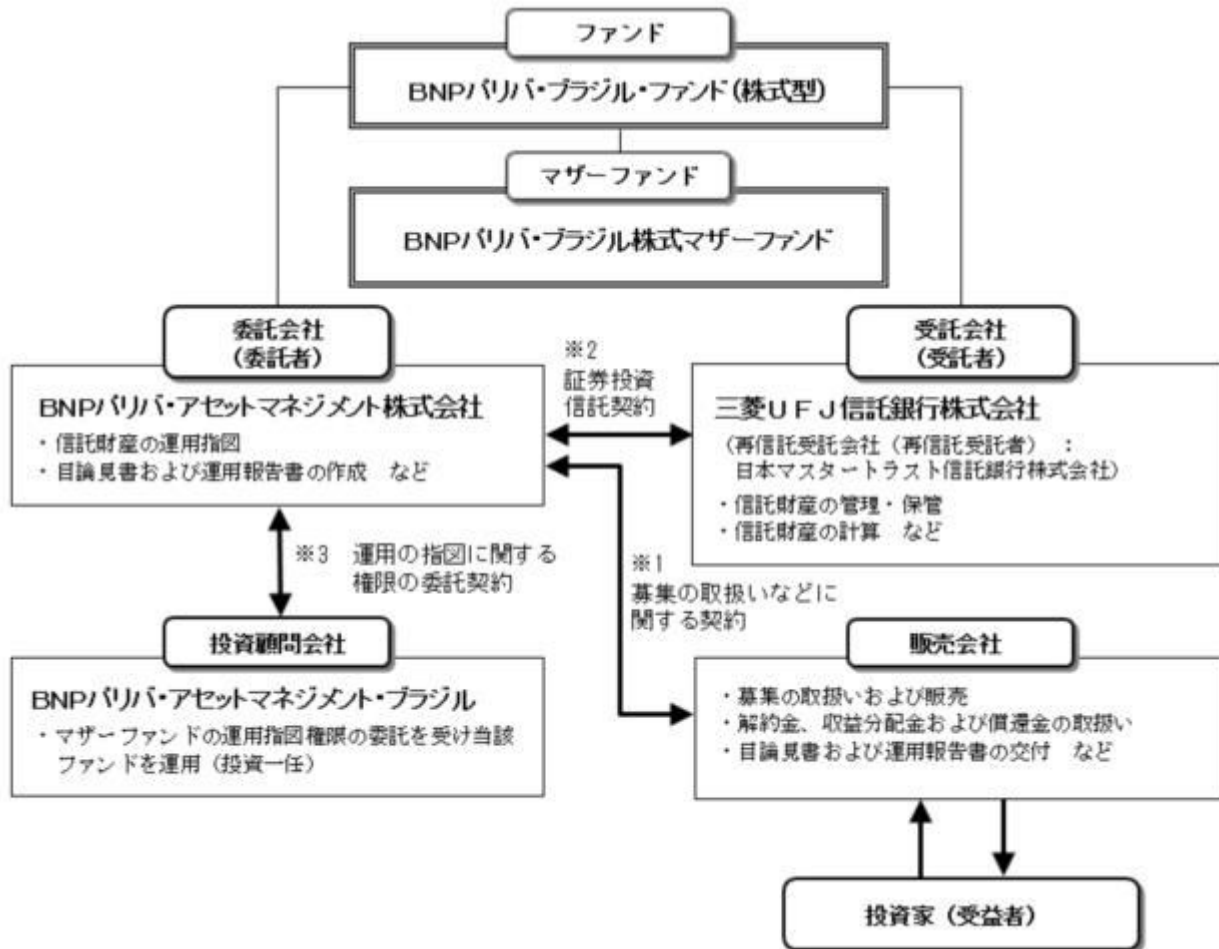 ファンド
BNPパリバ・ブラジル・ファンド(株式型)
マザーファンド
BNPパリバ・ブラジル株式マザーファンド
委託会社
(委託者)
BNPパリバ・アセットマネジメント株式会社
・信託財産の運用指図
・目論見書および運用報告書の作成　など
※2
証券投資
信託契約
受託会社
(受託者)
三菱UFJ信託銀行株式会社
(再信託受託会社(再信託受託者)　:
日本マスタートラスト信託銀行株式会社)
・信託財産の管理・保管
・信託財産の計算　など
※3　運用の指図に関する
権限の委託契約
※1
募集の取扱いなどに
関する契約
投資顧問会社
BNPパリバ・アセットマネジメント・ブラジル
・マザーファンドの運用指図権限の委託を受け当該
ファンドを運用(投資一任)
販売会社
・募集の取扱いおよび販売
・解約金、収益分配金および償還金の取扱い
・目論見書および運用報告書の交付　など
投資家(受益者)